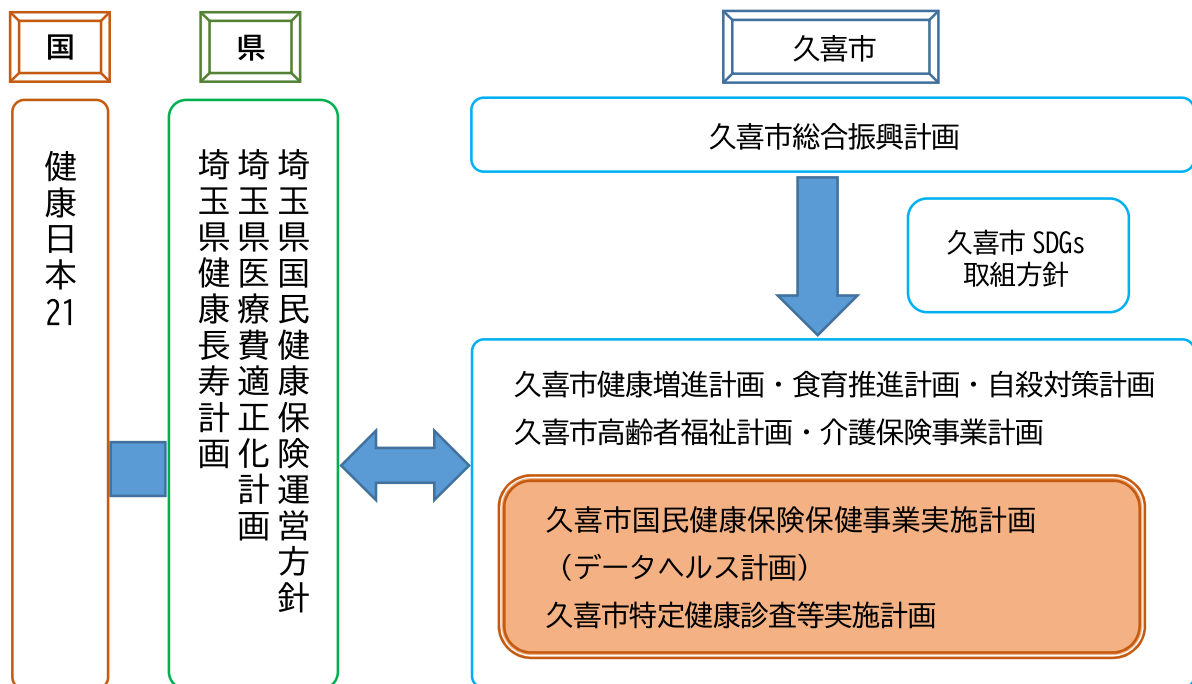 国
県
久喜市
健康日本21
埼玉県国民健康保険運営方針
埼玉県医療費適正化計画
埼玉県健康長寿計画
久喜市総合振興計画
久喜市 SDGs
取組方針
久喜市健康増進計画・食育推進計画・自殺対策計画
久喜市高齢者福祉計画・介護保険事業計画
久喜市国民健康保険保健事業実施計画
（データヘルス計画）
久喜市特定健康診査等実施計画